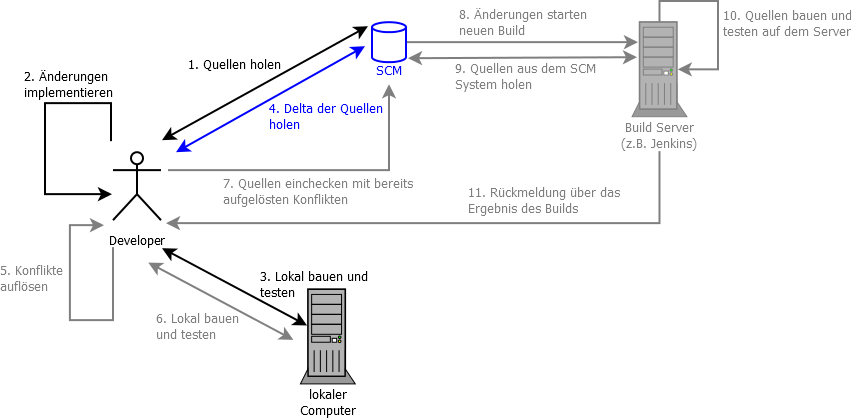 8. Änderungen starten
neuen Build
10. Quellen bauen und
testen auf dem Server
1. Quellen holen
SCM
9. Quellen aus dem SCM
System holen
2. Änderungen
implementieren
4. Delta der Quellen
holen
Build Server
(z.B. Jenkins)
7. Quellen einchecken mit bereits
aufgelösten Konflikten
11. Rückmeldung über das
Ergebnis des Builds
Developer
5. Konflikte
auflösen
3. Lokal bauen und
testen
6. Lokal bauen
und testen
lokaler
Computer